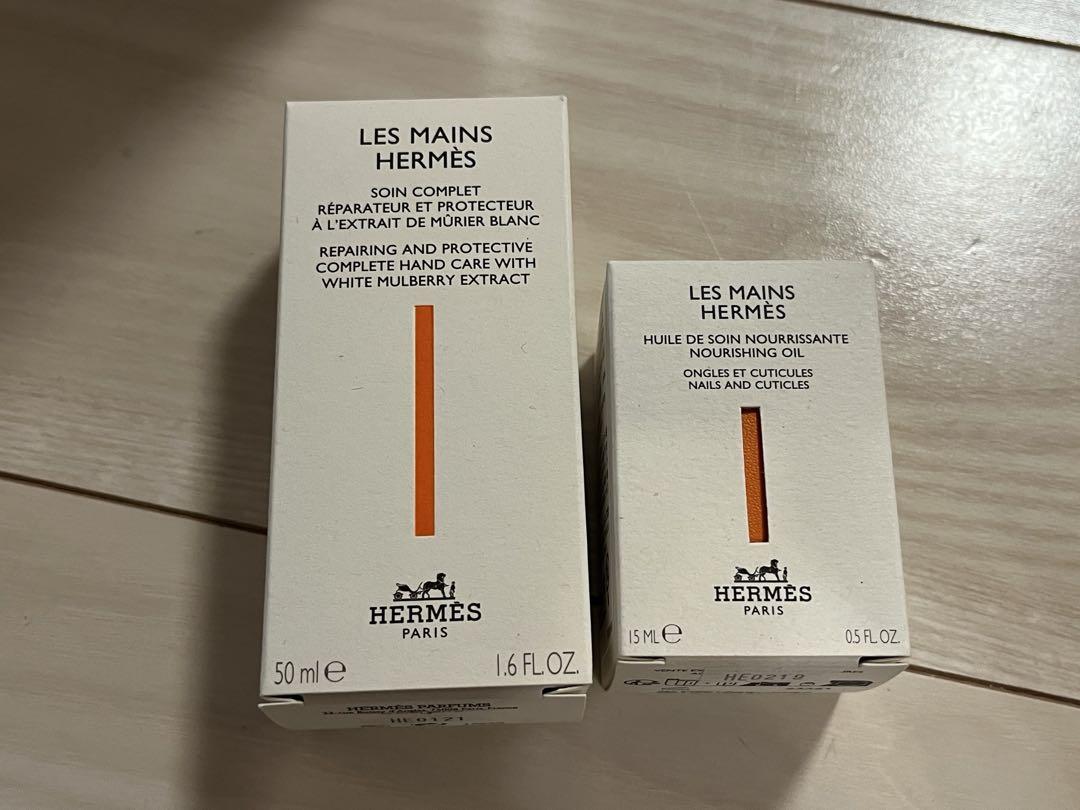 LES MAINS
HERMÈS
SOIN COMPLET
RÉPARATEUR ET PROTECTEUR
À L'EXTRAIT DE MÛRIER BLANC
REPAIRING AND PROTECTIVE
COMPLETE HAND CARE WITH
WHITE MULBERRY EXTRACT
HERMÈS
PARIS
50 ml e
1.6 FL.OZ.
HERMÈS PARFUMS
HE0121
LES MAINS
HERMÈS
HUILE DE SOIN NOURRISSANTE
NOURISHING OIL
ONGLES ET CUTICULES
NAILS AND CUTICLES
HERMÈS
PARIS
15 ML e
0.5 FL.OZ.
HE0219